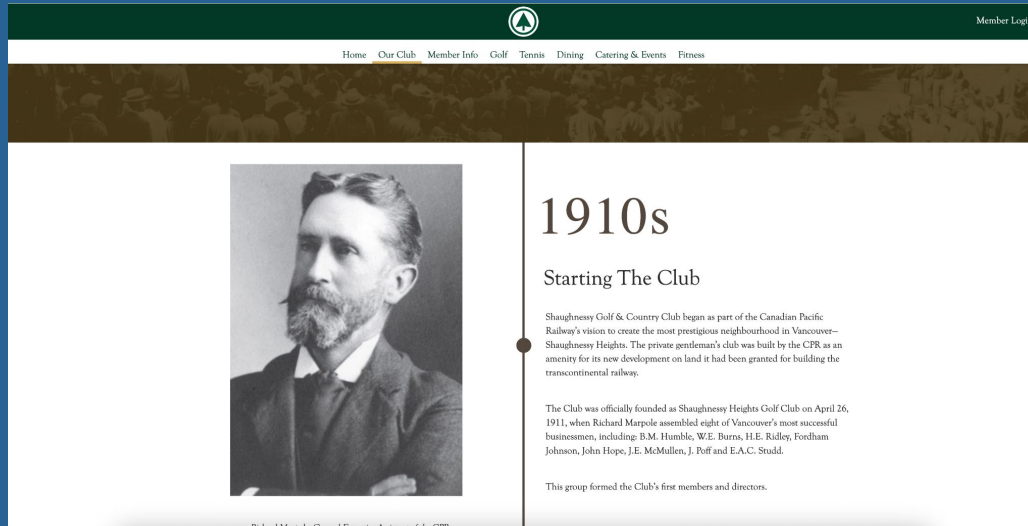 Member Logi
Home Our Club Member Info Golf Tennis Dining Catering & Events Fitness
1910s
Starting The Club
Shaughnessy Golf & Country Club began as part of the Canadian Pacific
Railway's vision to create the most prestigious neighbourhood in Vancouver—
Shaughnessy Heights. The private gentleman's club was built by the CPR as an
amenity for its new development on land it had been granted for building the
transcontinental railway.
The Club was officially founded as Shaughnessy Heights Golf Club on April 26,
1911, when Richard Marpole assembled eight of Vancouver's most successful
businessmen, including: B.M. Humble, W.E. Burns, H.E. Ridley, Fordham
Johnson, John Hope, J.E. McMullen, J. Poff and E.A.C. Studd.
This group formed the Club's first members and directors.